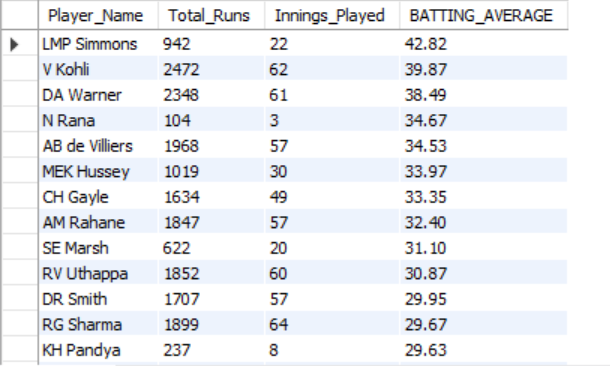 Player_Name Total_Runs Innings_Played BATTING_AVERAGE
LMP Simmons 942 22 42.82
V Kohli 2472 62 39.87
DA Warner 2348 61 38.49
N Rana 104 3 34.67
AB de Villiers 1968 57 34.53
MEK Hussey 1019 30 33.97
CH Gayle 1634 49 33.35
AM Rahane 1847 57 32.40
SE Marsh 622 20 31.10
RV Uthappa 1852 60 30.87
DR Smith 1707 57 29.95
RG Sharma 1899 64 29.67
KH Pandya 237 8 29.63